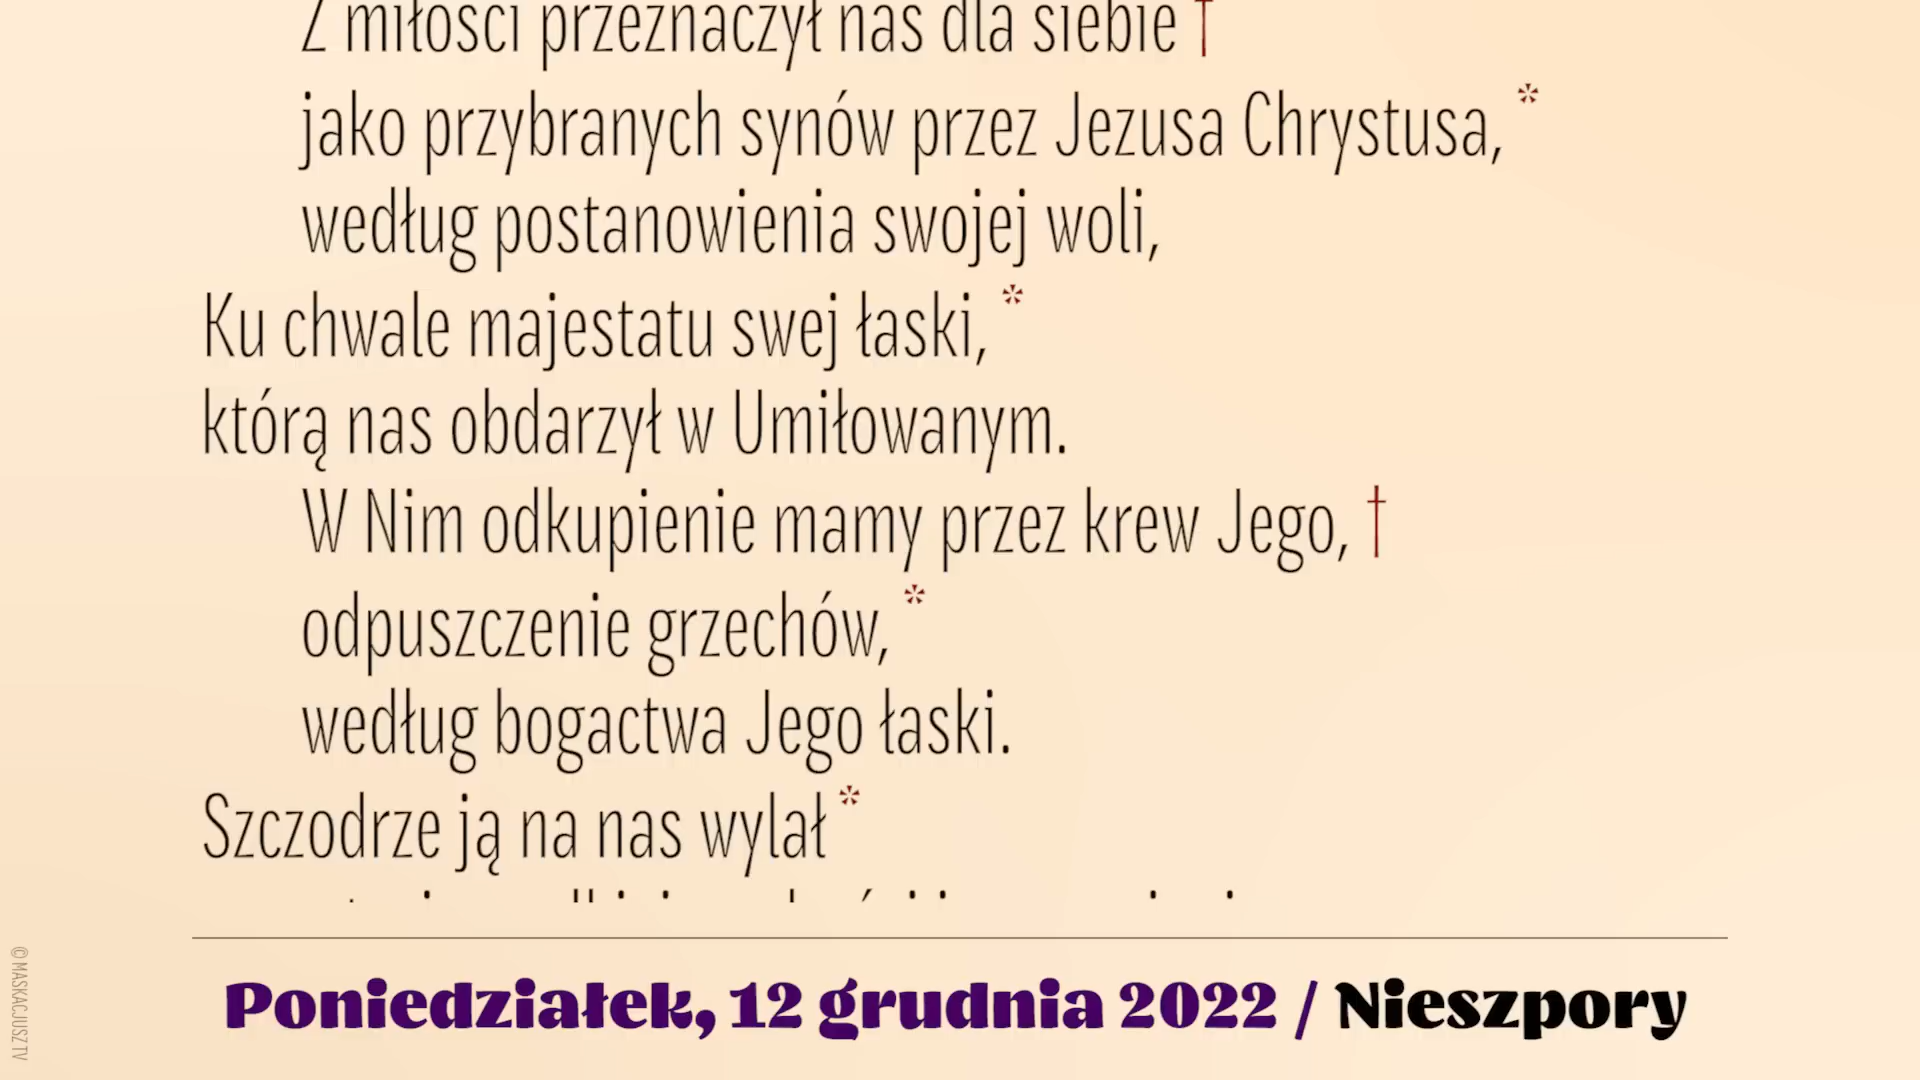 Z miłości przeznaczył nas dla siebie †
jako przybranych synów przez Jezusa Chrystusa, *
według postanowienia swojej woli,
Ku chwale majestatu swej łaski, *
którą nas obdarzył w Umiłowanym.
W Nim odkupienie mamy przez krew Jego, †
odpuszczenie grzechów, *
według bogactwa Jego łaski.
Szczodrze ją na nas wylał *
Poniedziałek, 12 grudnia 2022 / Nieszpory
© MASKACJUSZ TV